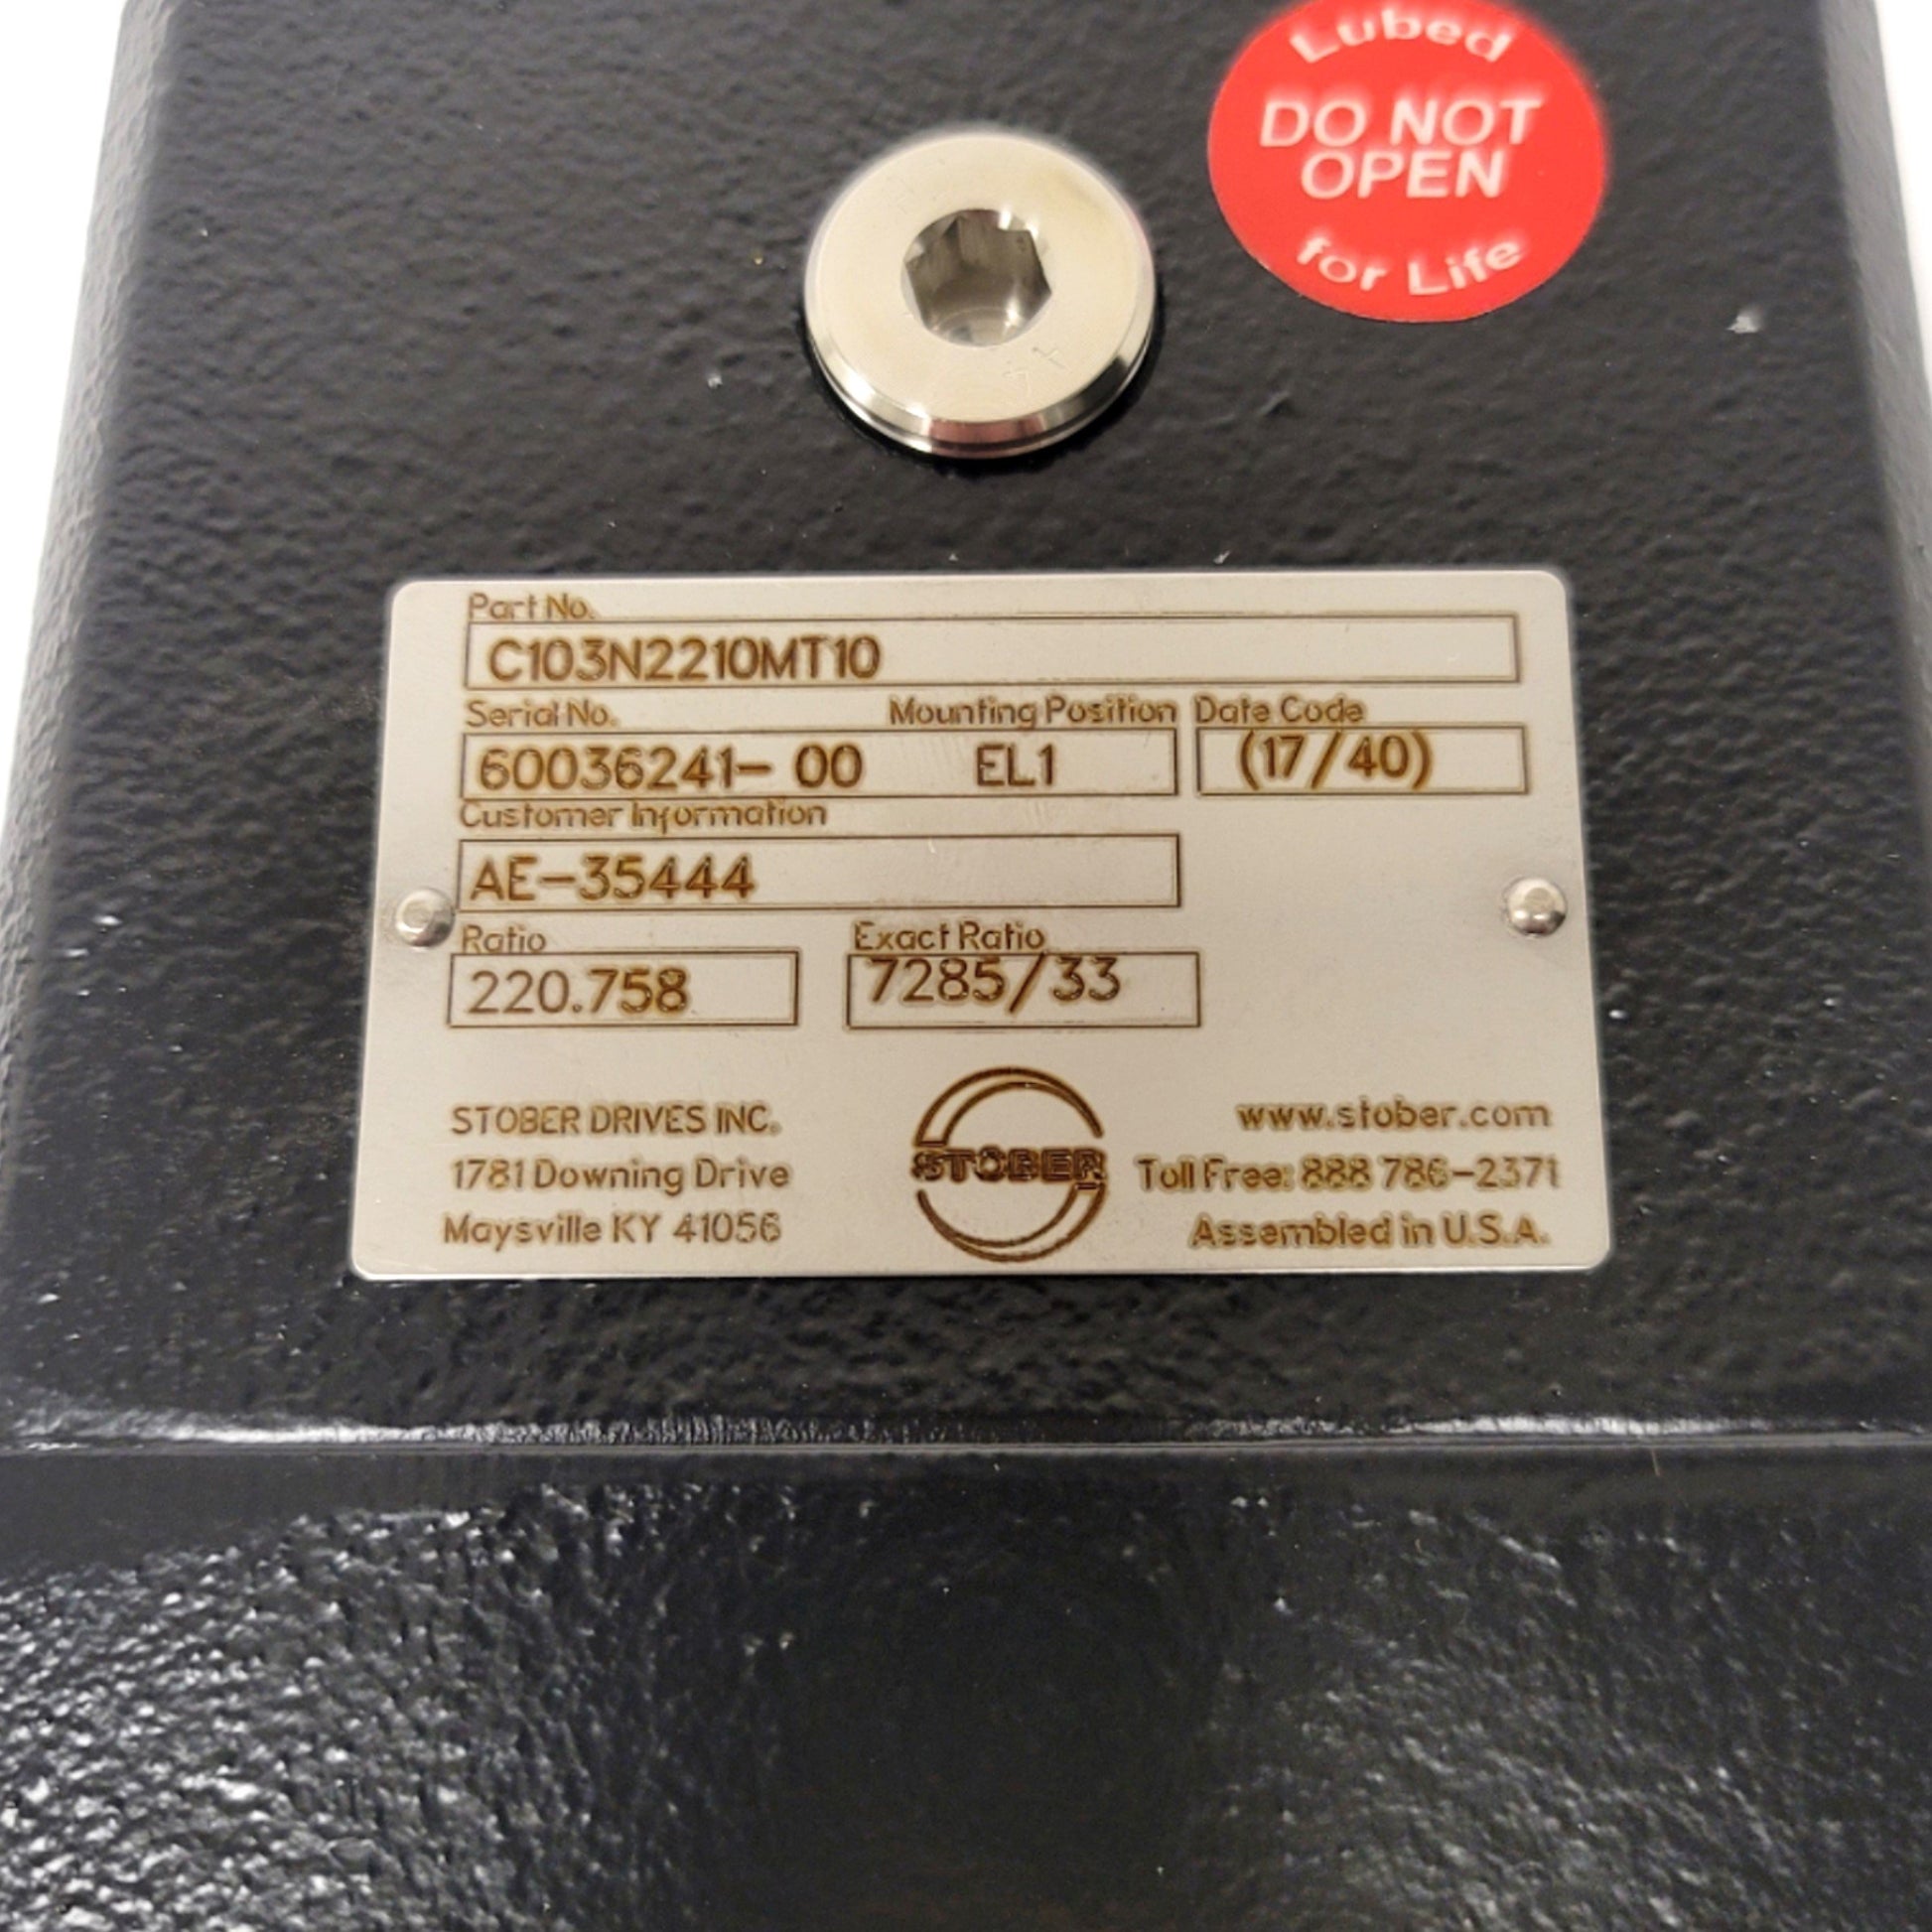 Lubed
DO NOT
OPEN
for Life
Part No.
C103N2210MT10
Serial No. Mounting Position Date Code
60036241-00 EL1 (17/40)
Customer Information
AE-35444
Ratio Exact Ratio
220.758 7285/33
STOBER DRIVES INC. www.stober.com
1781 Downing Drive STÖBER Toll Free: 888 786-2371
Maysville KY 41056 Assembled in U.S.A.